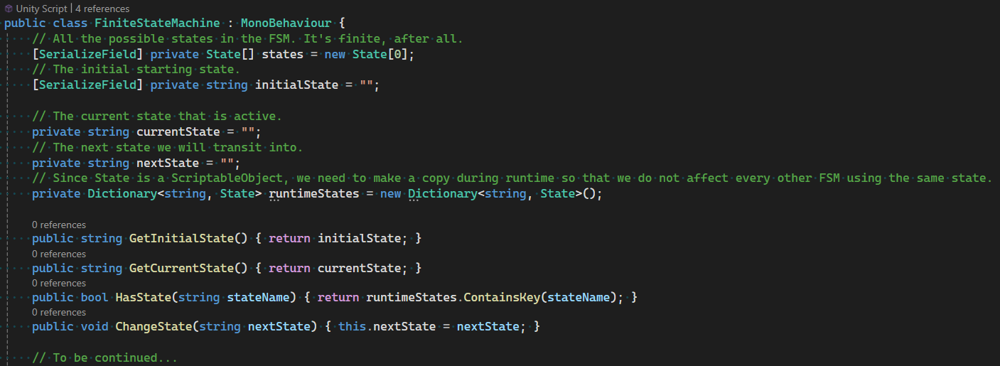 Unity Script | 4 references
public class FiniteStateMachine : MonoBehaviour {
// All the possible states in the FSM. It's finite, after all.
[SerializeField] private State[] states = new State[0];
// The initial starting state.
[SerializeField] private string initialState = "";
// The current state that is active.
private string currentState = "";
// The next state we will transit into.
private string nextState = "";
// Since State is a ScriptableObject, we need to make a copy during runtime so that we do not affect every other FSM using the same state.
private Dictionary<string, State> runtimeStates = new Dictionary<string, State>();
0 references
public string GetInitialState() { return initialState; }
0 references
public string GetCurrentState() { return currentState; }
0 references
public bool HasState(string stateName) { return runtimeStates.ContainsKey(stateName); }
0 references
public void ChangeState(string nextState) { this.nextState = nextState; }
// To be continued...